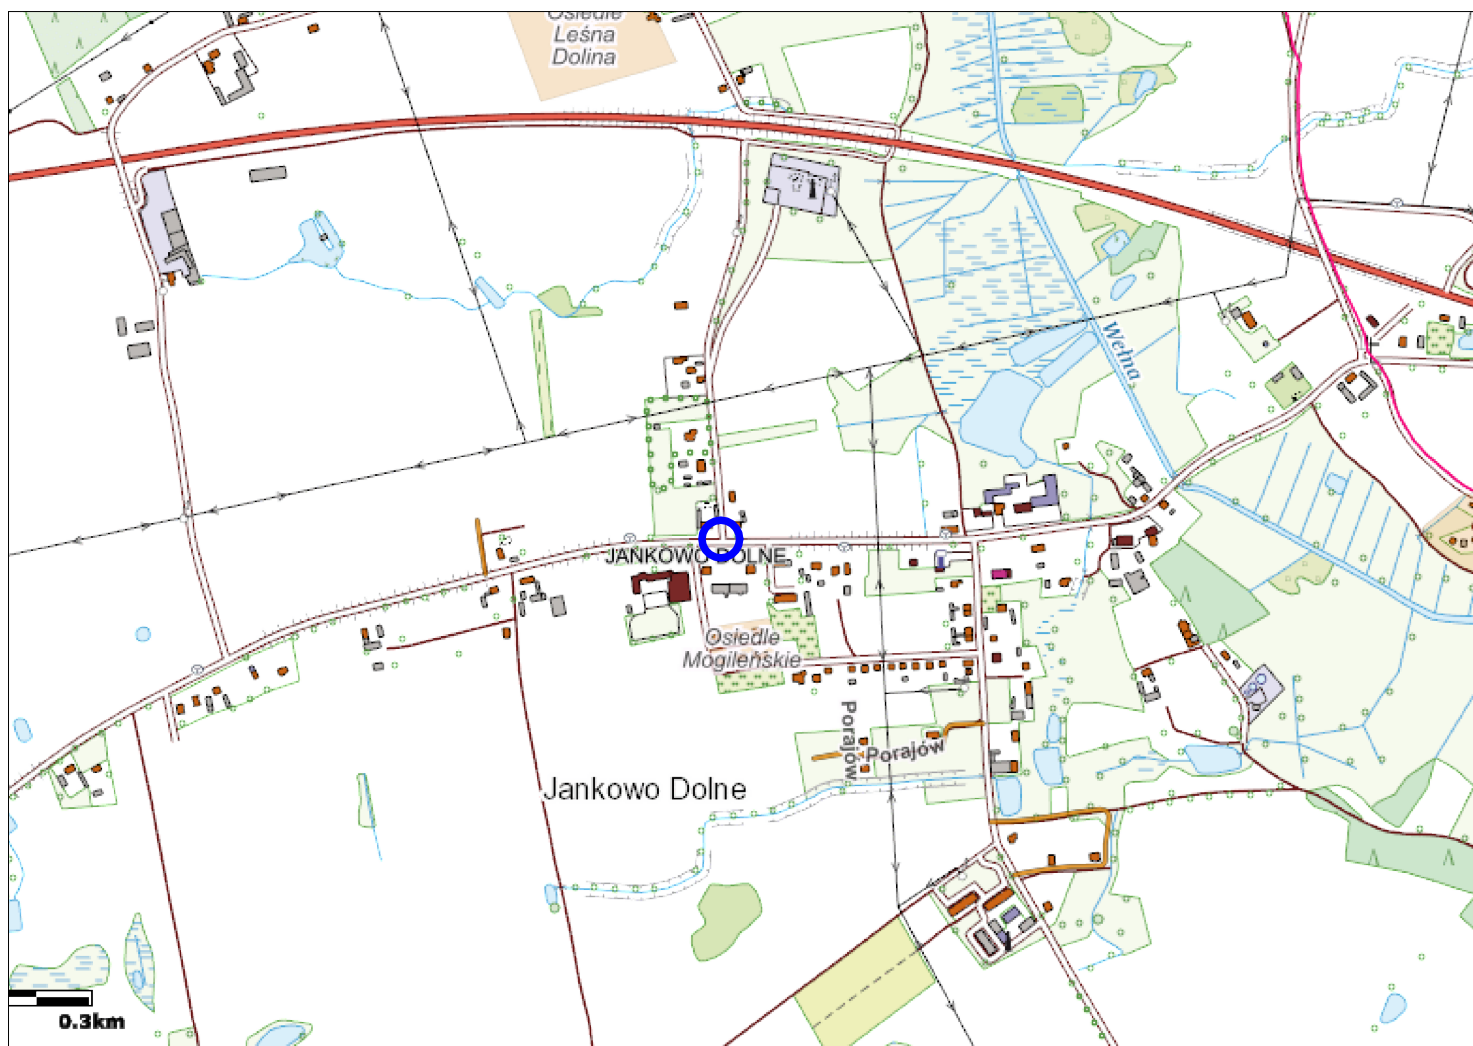 Osiedle
Leśna
Dolina
Wełna
JANKOWO DOLNE
Osiedle
Mogileńskie
Porajów
Porajów
Jankowo Dolne
0.3km